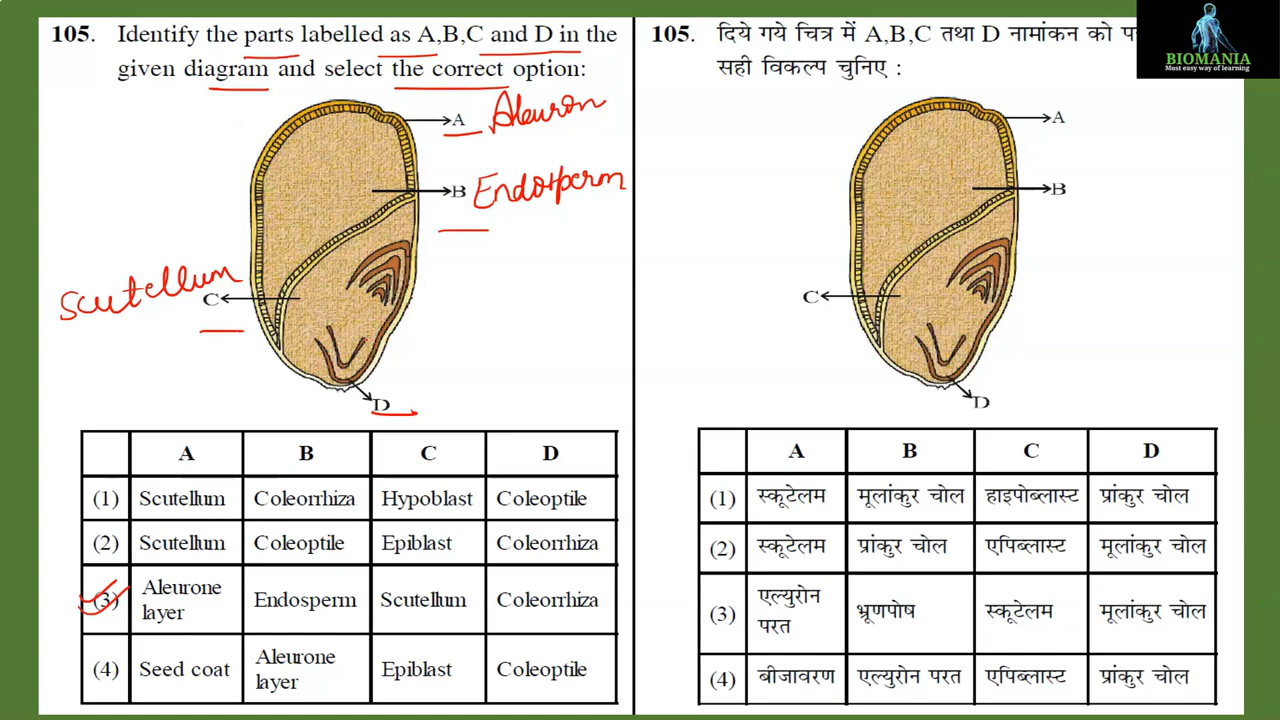 105. Identify the parts labelled as A,B,C and D in the
given diagram and select the correct option:
A Aleuron
B Endosperm
Scutellum
C
D
A B C D
(1) Scutellum Coleorrhiza Hypoblast Coleoptile
(2) Scutellum Coleoptile Epiblast Coleorrhiza
(3) Aleurone layer Endosperm Scutellum Coleorrhiza
(4) Seed coat Aleurone layer Epiblast Coleoptile
105. दिये गये चित्र में A,B,C तथा D नामांकन को
सही विकल्प चुनिए :
A
B
C
D
A B C D
(1) स्कूटेलम मूलांकुर चोल हाइपोब्लास्ट प्रांकुर चोल
(2) स्कूटेलम प्रांकुर चोल एपिब्लास्ट मूलांकुर चोल
(3) एल्युरोन परत भ्रूणपोष स्कूटेलम मूलांकुर चोल
(4) बीजावरण एल्युरोन परत एपिब्लास्ट प्रांकुर चोल
BIOMANIA
Most easy way of learning